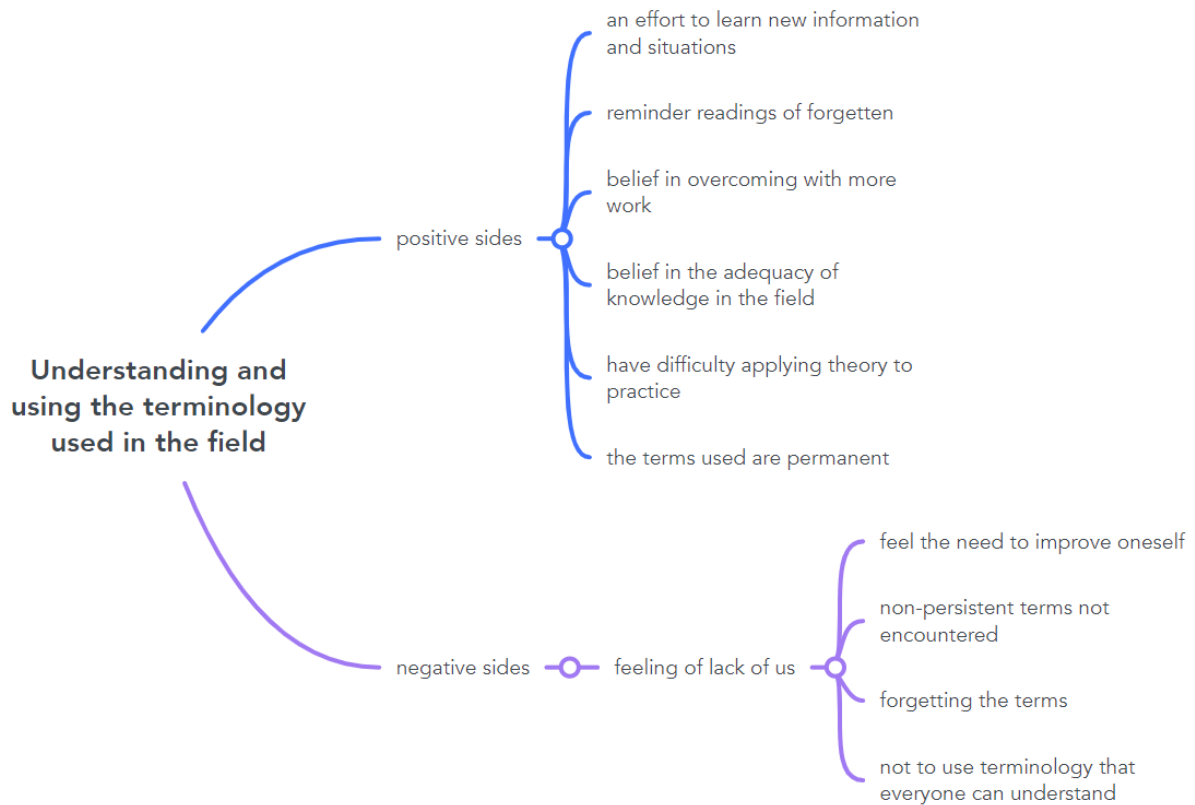 Understanding and
using the terminology
used in the field
positive sides
an effort to learn new information
and situations
reminder readings of forgetten
belief in overcoming with more
work
belief in the adequacy of
knowledge in the field
have difficulty applying theory to
practice
the terms used are permanent
negative sides
feeling of lack of us
feel the need to improve oneself
non-persistent terms not
encountered
forgetting the terms
not to use terminology that
everyone can understand